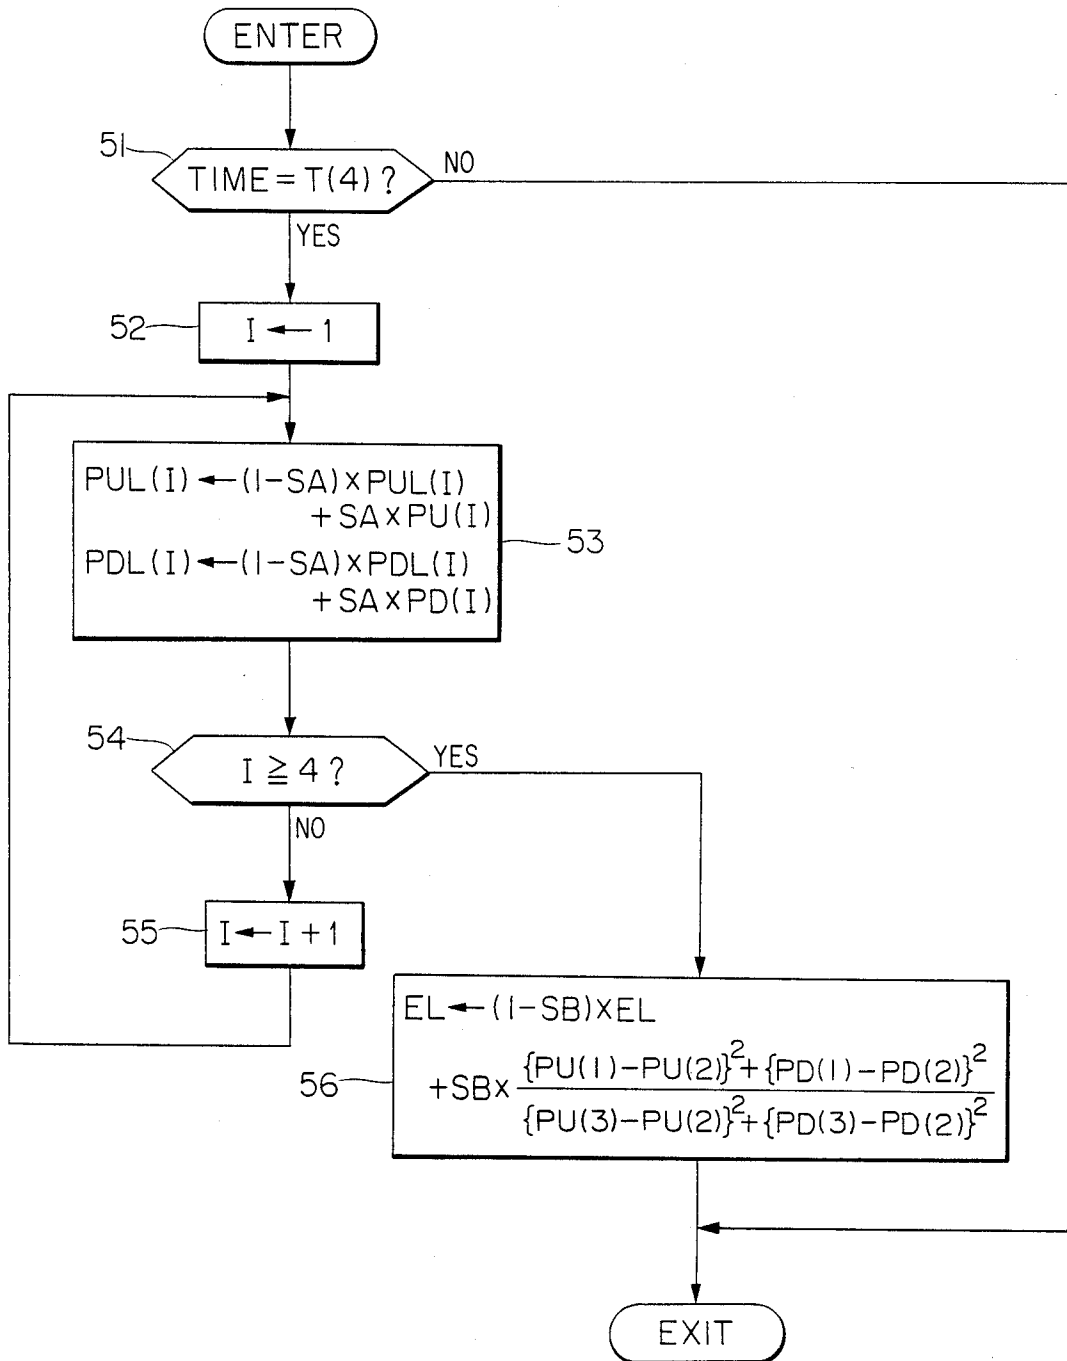 ENTER
51
TIME = T(4) ?
NO
YES
52
I ← 1
PUL(I) ← (1-SA)×PUL(I)
+ SA×PU(I)
PDL(I) ← (1-SA)×PDL(I)
+ SA×PD(I)
53
54
I ≧ 4 ?
YES
NO
55
I ← I + 1
EL ← (1-SB)×EL
56
+SB× {PU(1)-PU(2)}²+{PD(1)-PD(2)}²
{PU(3)-PU(2)}²+{PD(3)-PD(2)}²
EXIT